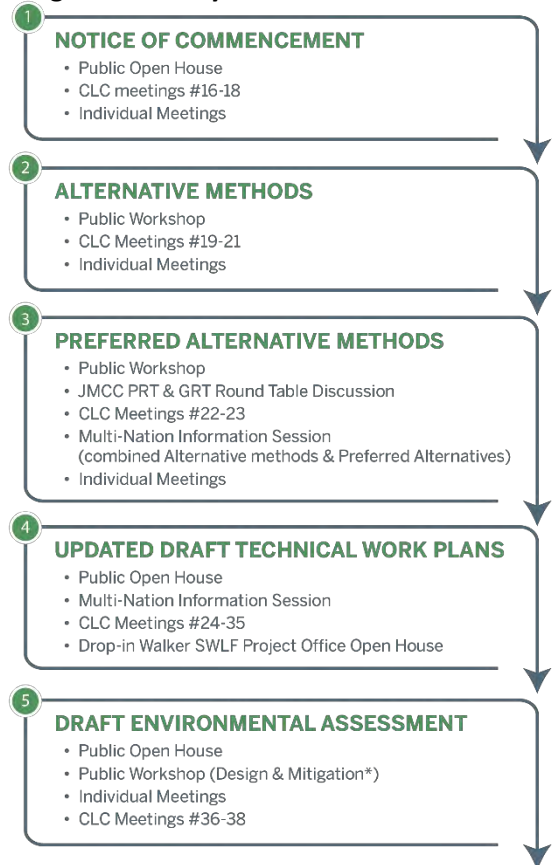 1
NOTICE OF COMMENCEMENT
• Public Open House
• CLC meetings #16-18
• Individual Meetings
2
ALTERNATIVE METHODS
• Public Workshop
• CLC Meetings #19-21
• Individual Meetings
3
PREFERRED ALTERNATIVE METHODS
• Public Workshop
• JMCC PRT & GRT Round Table Discussion
• CLC Meetings #22-23
• Multi-Nation Information Session
(combined Alternative methods & Preferred Alternatives)
• Individual Meetings
4
UPDATED DRAFT TECHNICAL WORK PLANS
• Public Open House
• Multi-Nation Information Session
• CLC Meetings #24-35
• Drop-in Walker SWLF Project Office Open House
5
DRAFT ENVIRONMENTAL ASSESSMENT
• Public Open House
• Public Workshop (Design & Mitigation*)
• Individual Meetings
• CLC Meetings #36-38